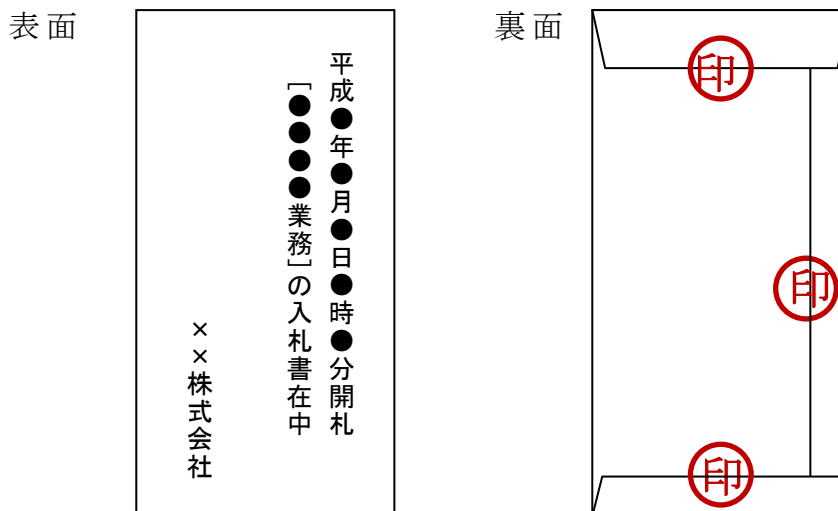 表面
平成●年●月●日●時●分開札
［●●●●業務］の入札書在中
××株式会社
裏面
印
印
印